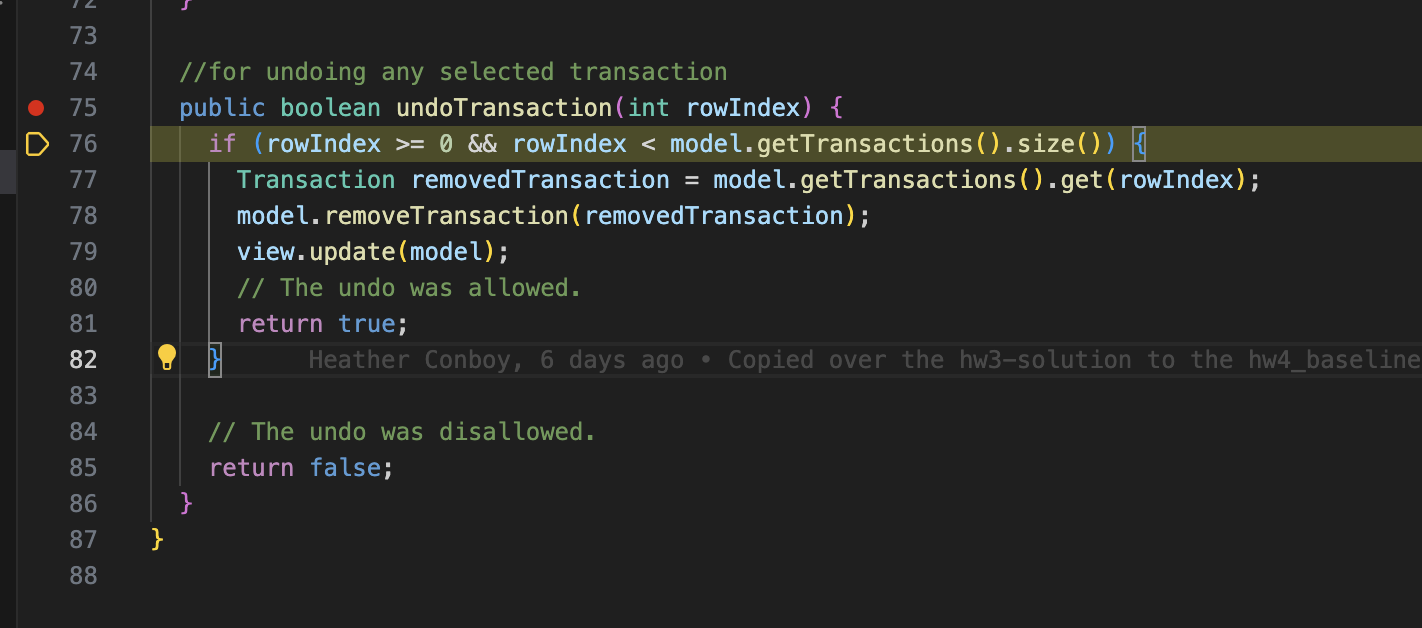 72 }
73
74 //for undoing any selected transaction
75 public boolean undoTransaction(int rowIndex) {
76 if (rowIndex >= 0 && rowIndex < model.getTransactions().size()) {
77 Transaction removedTransaction = model.getTransactions().get(rowIndex);
78 model.removeTransaction(removedTransaction);
79 view.update(model);
80 // The undo was allowed.
81 return true;
82 } Heather Conboy, 6 days ago • Copied over the hw3-solution to the hw4_baseline
83
84 // The undo was disallowed.
85 return false;
86 }
87 }
88